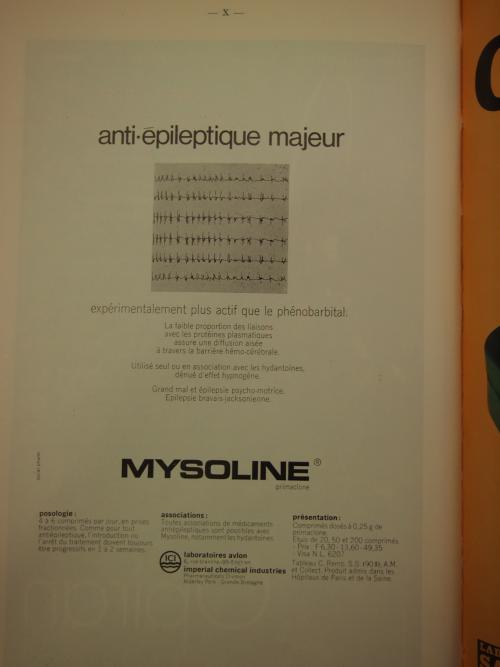 — X —
anti-épileptique majeur
expérimentalement plus actif que le phénobarbital.
La faible proportion des liaisons
avec les protéines plasmatiques
assure une diffusion aisée
à travers la barrière hémo-cérébrale.
Utilisé seul ou en association avec les hydantoïnes,
dénué d'effet hypnogène.
Grand mal et épilepsie psycho-motrice.
Epilepsie bravais-jacksonienne.
MYSOLINE ®
primaclone
posologie :
4 à 6 comprimés par jour, en prises
fractionnées. Comme pour tout
antiépileptique, l'introduction ou
l'arrêt du traitement doivent toujours
être progressifs en 1 à 2 semaines.
associations :
Toutes associations de médicaments
antiépileptiques sont possibles avec
Mysoline, notamment les hydantoïnes.
ICI
laboratoires avlon
imperial chemical industries
Pharmaceuticals Division
Alderley Park - Grande Bretagne
présentation :
Comprimés dosés à 0,25 g de
primaclone.
Etuis de 20, 50 et 200 comprimés
- Prix : F 6,30 - 13,60 - 49,35
- Visa N.L. 6207
Tableau C. Remb. S.S. (90 %), A.M.
et Collect. Produit admis dans les
Hôpitaux de Paris et de la Seine.